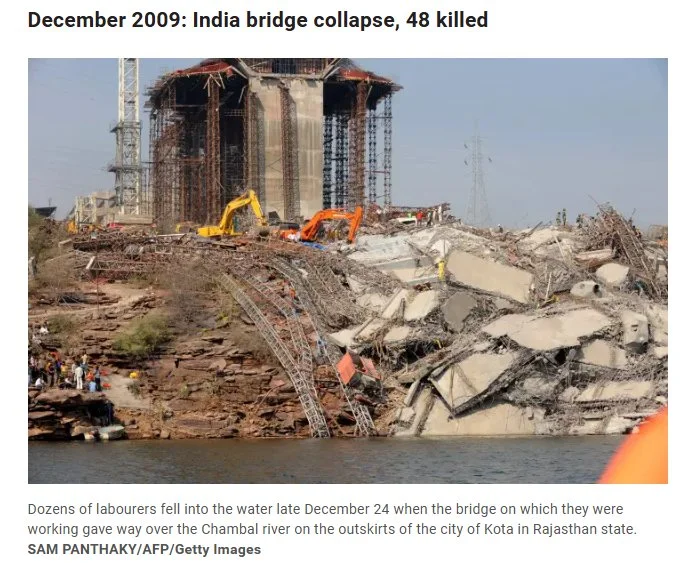 December 2009: India bridge collapse, 48 killed
Dozens of labourers fell into the water late December 24 when the bridge on which they were
working gave way over the Chambal river on the outskirts of the city of Kota in Rajasthan state.
SAM PANTHAKY/AFP/Getty Images